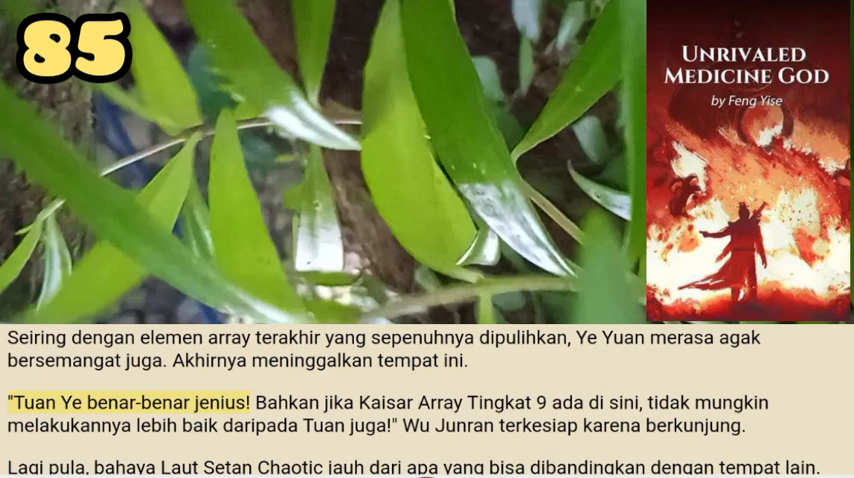 85
UNRIVALED
MEDICINE GOD
by Feng Yise
Seiring dengan elemen array terakhir yang sepenuhnya dipulihkan, Ye Yuan merasa agak
bersemangat juga. Akhirnya meninggalkan tempat ini.
"Tuan Ye benar-benar jenius! Bahkan jika Kaisar Array Tingkat 9 ada di sini, tidak mungkin
melakukannya lebih baik daripada Tuan juga!" Wu Junran terkesiap karena berkunjung.
Lagi pula, bahaya Laut Setan Chaotic jauh dari apa yang bisa dibandingkan dengan tempat lain.